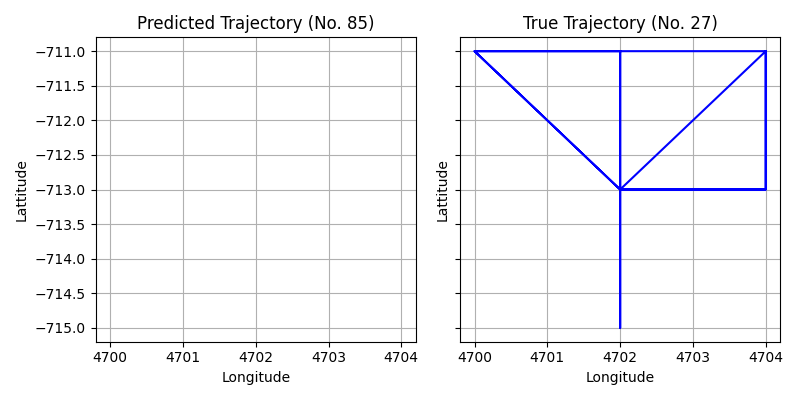 Predicted Trajectory (No. 85)
True Trajectory (No. 27)
Lattitude
−711.0
−711.5
−712.0
−712.5
−713.0
−713.5
−714.0
−714.5
−715.0
4700 4701 4702 4703 4704
Longitude
Lattitude
4700 4701 4702 4703 4704
Longitude